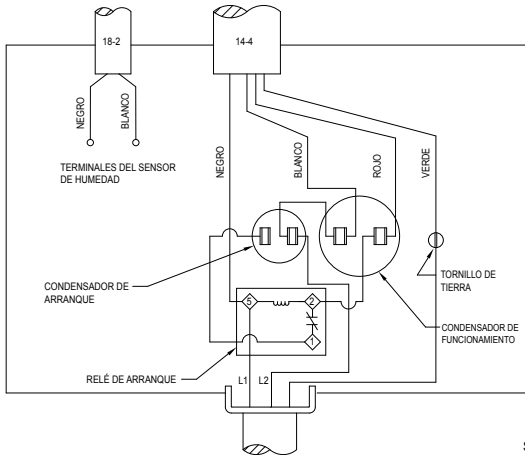 18-2
14-4
NEGRO
BLANCO
NEGRO
BLANCO
ROJO
VERDE
TERMINALES DEL SENSOR
DE HUMEDAD
CONDENSADOR DE
ARRANQUE
TORNILLO DE
TIERRA
CONDENSADOR DE
FUNCIONAMIENTO
5
2
1
RELÉ DE ARRANQUE
L1
L2
S